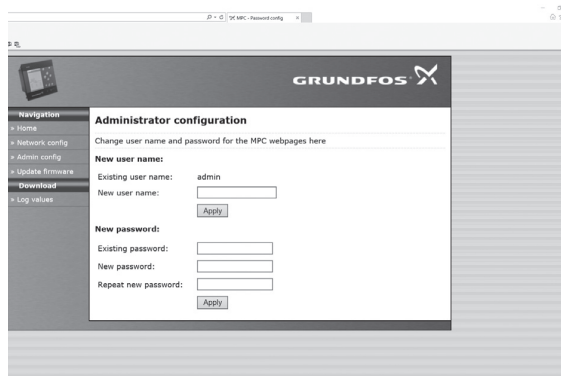 MPC - Password config
GRUNDFOS
Navigation
» Home
» Network config
» Admin config
» Update firmware
Download
» Log values
Administrator configuration
Change user name and password for the MPC webpages here
New user name:
Existing user name: admin
New user name:
Apply
New password:
Existing password:
New password:
Repeat new password:
Apply